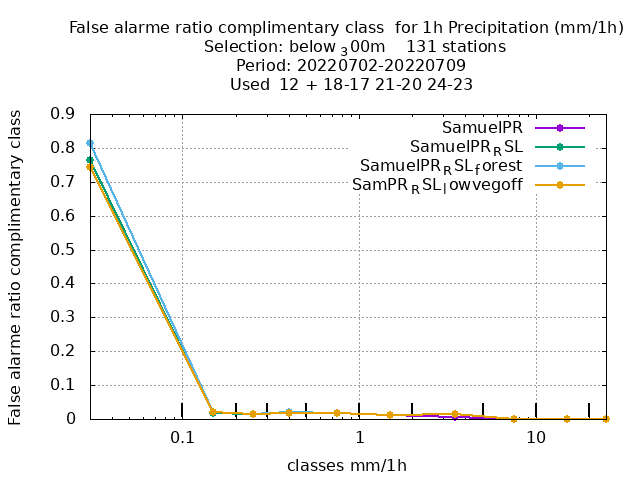 False alarme ratio complimentary class  for 1h Precipitation (mm/1h)
Selection: below ₃00m    131 stations
Period: 20220702-20220709
Used  12 + 18-17 21-20 24-23
False alarme ratio complimentary class
0.9
0.8
0.7
0.6
0.5
0.4
0.3
0.2
0.1
0
SamuelPR
SamuelPR_RSL
SamuelPR_RSL_forest
SamPR_RSL_lowvegoff
0.1 1 10
classes mm/1h